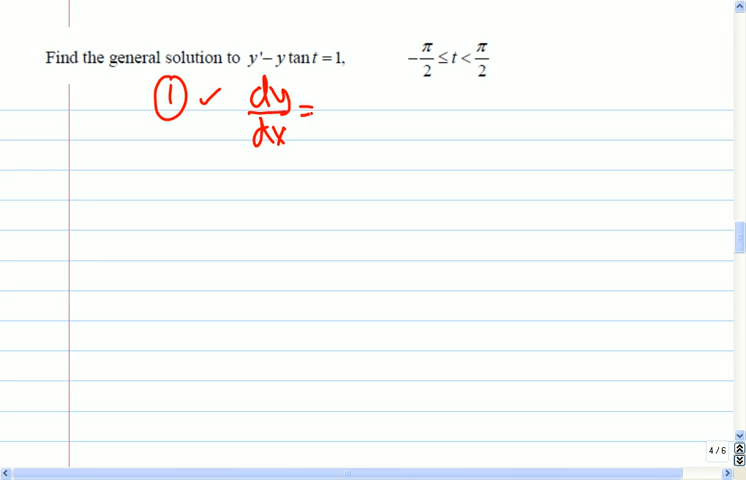 Find the general solution to y'− y tan t = 1, −π/2 ≤ t < π/2
① ✓ dy/dx =
4 / 6